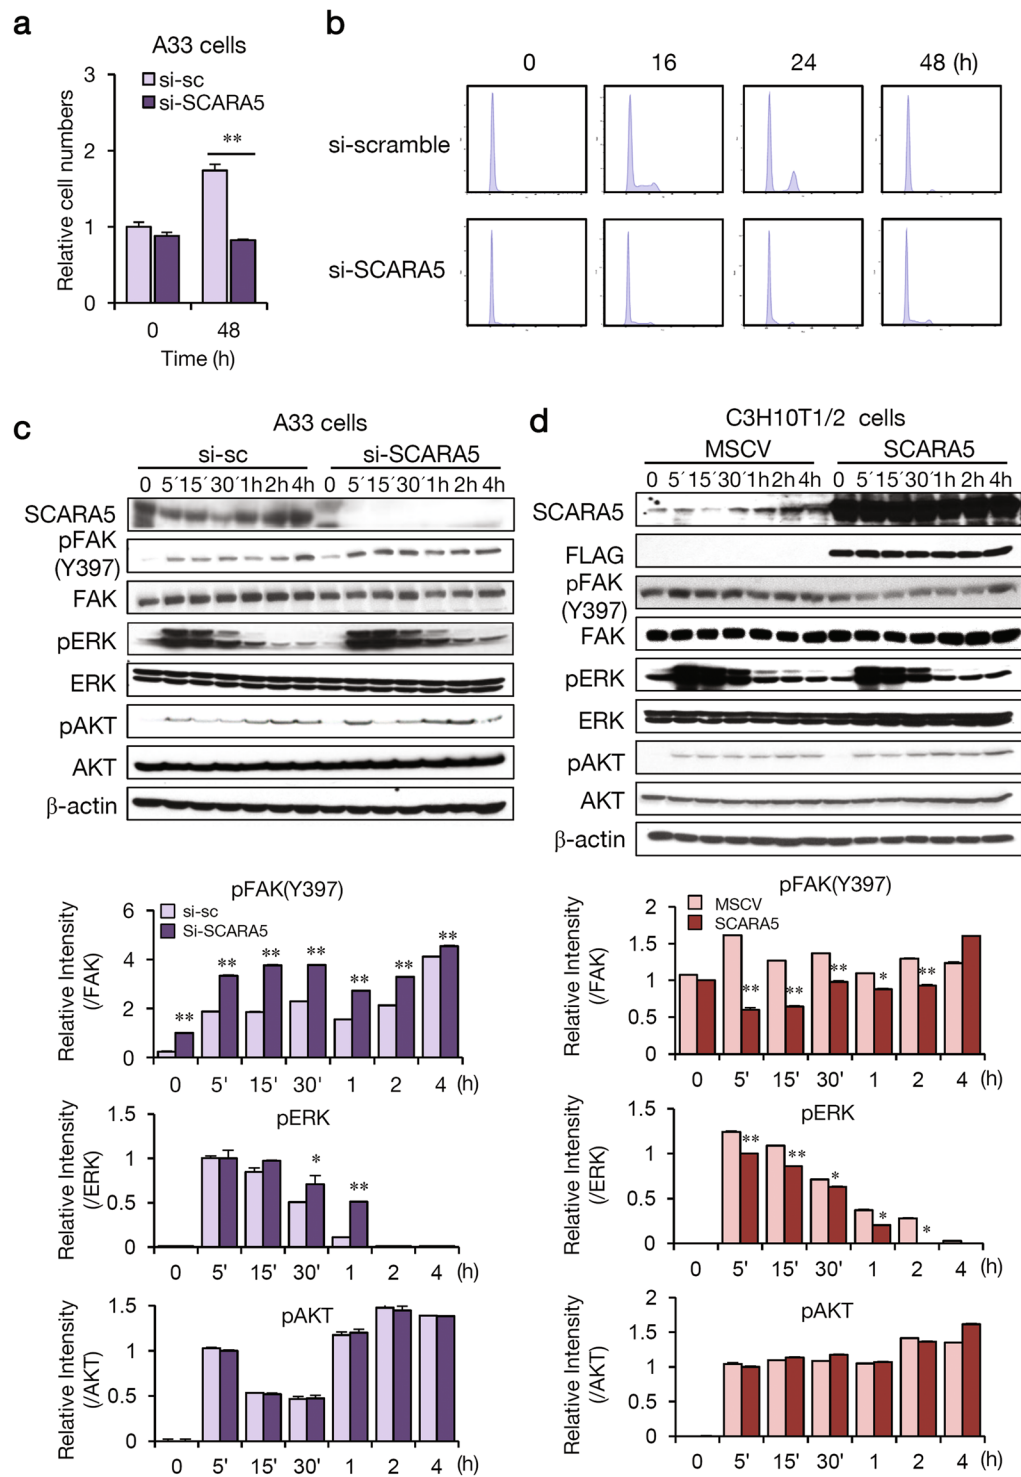 a
A33 cells
si-sc
si-SCARA5
**
Relative cell numbers
3
2
1
0
0 48
Time (h)
b
0 16 24 48 (h)
si-scramble
si-SCARA5
c
A33 cells
si-sc si-SCARA5
0 5´15´30´1h 2h 4h 0 5´15´30´1h 2h 4h
SCARA5
pFAK
(Y397)
FAK
pERK
ERK
pAKT
AKT
β-actin
pFAK(Y397)
si-sc
Si-SCARA5
Relative Intensity
(/FAK)
6
4
2
0
** ** ** ** ** ** **
0 5' 15' 30' 1 2 4 (h)
pERK
Relative Intensity
(/ERK)
1.5
1
0.5
0
* **
0 5' 15' 30' 1 2 4 (h)
pAKT
Relative Intensity
(/AKT)
1.5
1
0.5
0
0 5' 15' 30' 1 2 4 (h)
d
C3H10T1/2 cells
MSCV SCARA5
0 5´15´30´1h 2h 4h 0 5´15´30´1h 2h 4h
SCARA5
FLAG
pFAK
(Y397)
FAK
pERK
ERK
pAKT
AKT
β-actin
pFAK(Y397)
MSCV
SCARA5
Relative Intensity
(/FAK)
2
1.5
1
0.5
0
** ** ** * **
0 5' 15' 30' 1 2 4 (h)
pERK
Relative Intensity
(/ERK)
1.5
1
0.5
0
** ** * * *
0 5' 15' 30' 1 2 4 (h)
pAKT
Relative Intensity
(/AKT)
2
1.5
1
0.5
0
0 5' 15' 30' 1 2 4 (h)